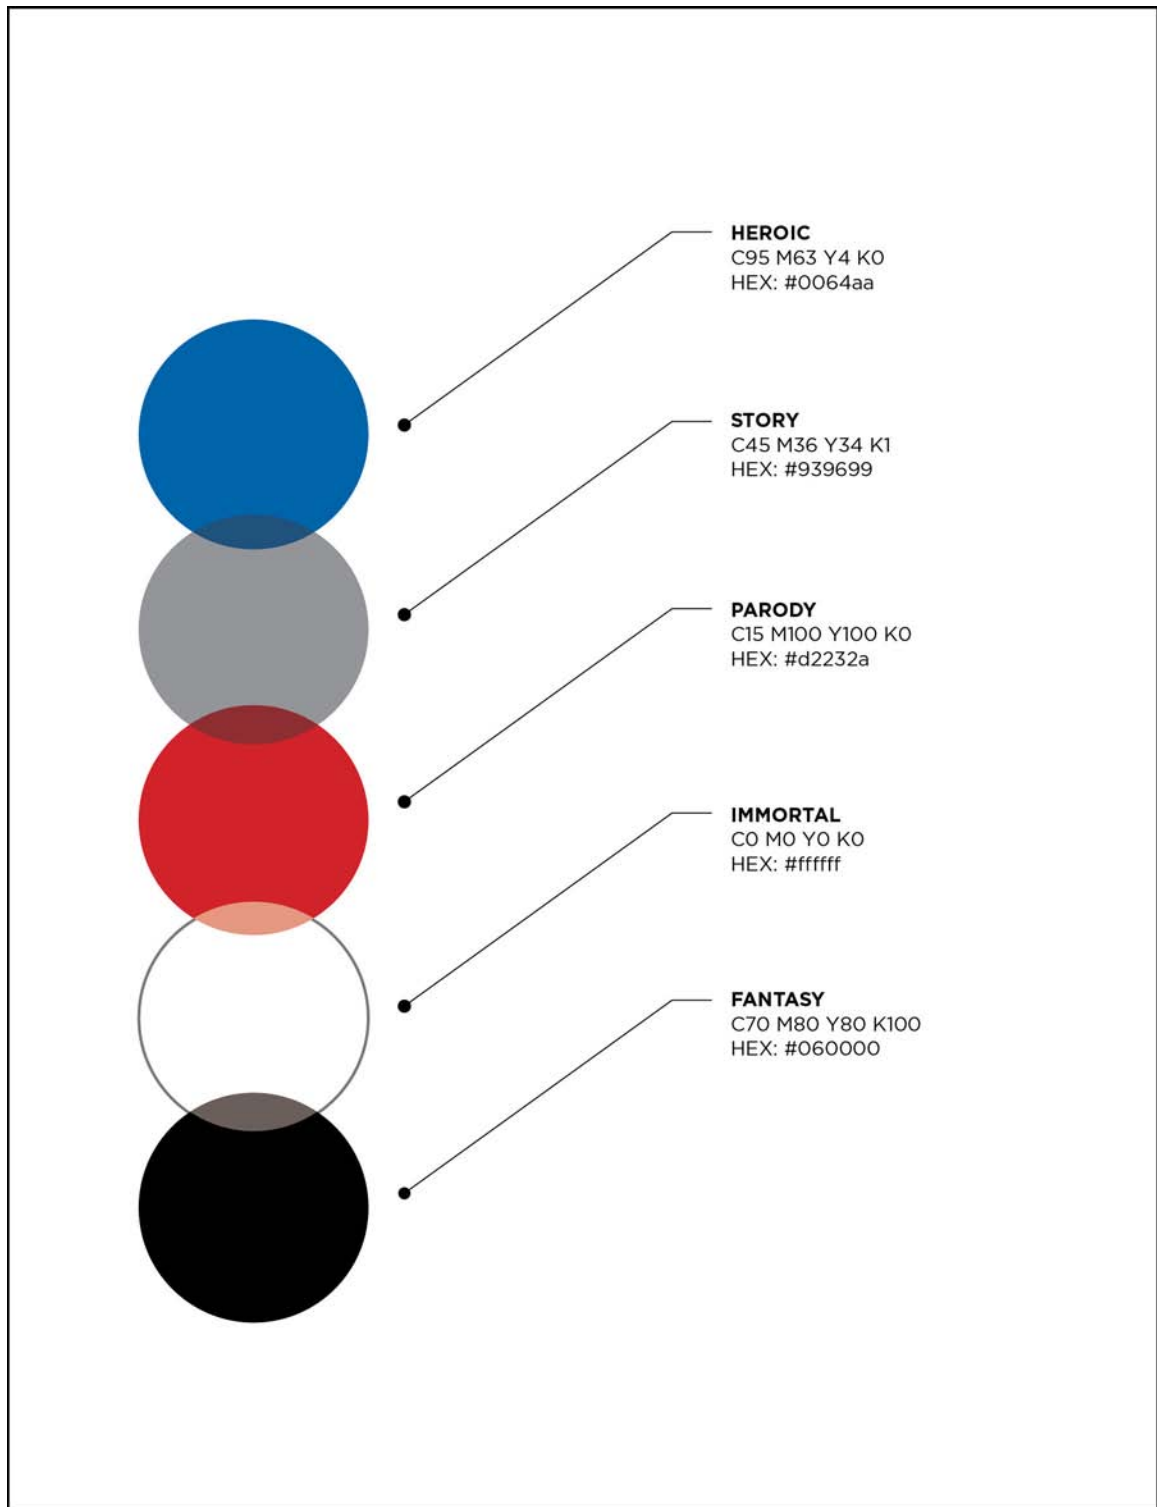 HEROIC
C95 M63 Y4 K0
HEX: #0064aa
STORY
C45 M36 Y34 K1
HEX: #939699
PARODY
C15 M100 Y100 K0
HEX: #d2232a
IMMORTAL
C0 M0 Y0 K0
HEX: #ffffff
FANTASY
C70 M80 Y80 K100
HEX: #060000